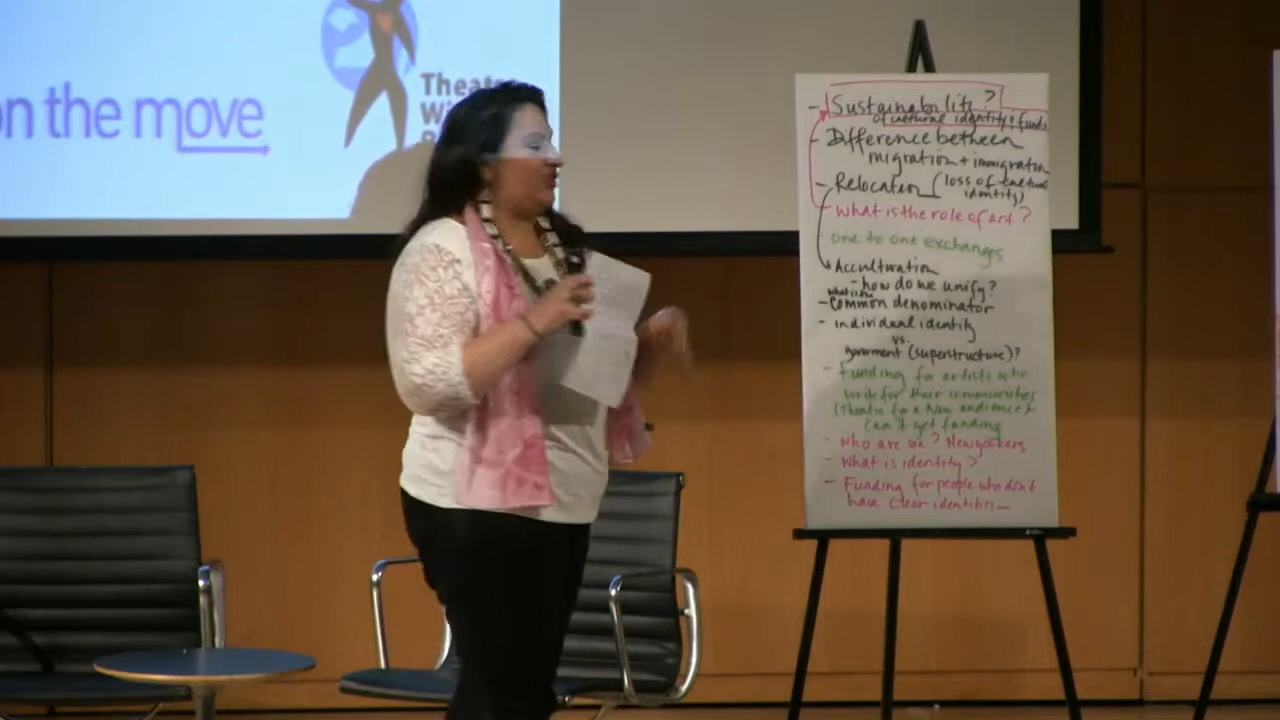 on the move
Theatre
Wi
- Sustainability?
of cultural identity & funds
- Difference between
migration + immigration
- Relocation (loss of cultural
identity)
- What is the role of art?
one to one exchanges
Acculturation
- how do we unify?
what is the
- Common denominator
- individual identity
vs.
government (superstructure)?
- Funding for artists who
write for their communities
(Theatre for a New audience)
can't get funding
- Who are we? New yorkers
- What is identity?
- Funding for people who don't
have clear identities